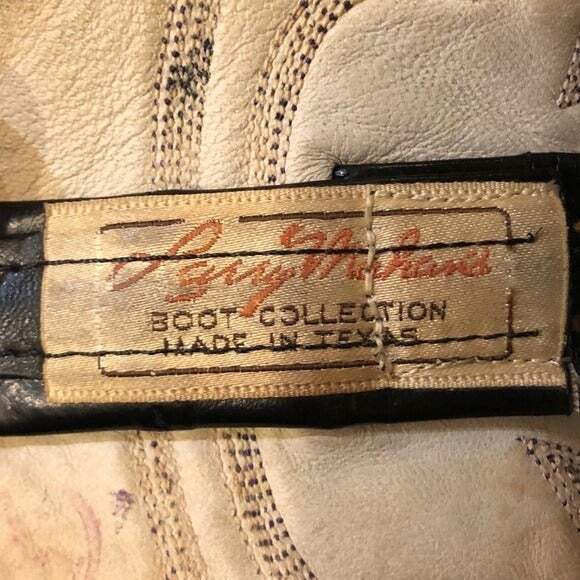 Larry Mahan's
BOOT COLLECTION
MADE IN TEXAS